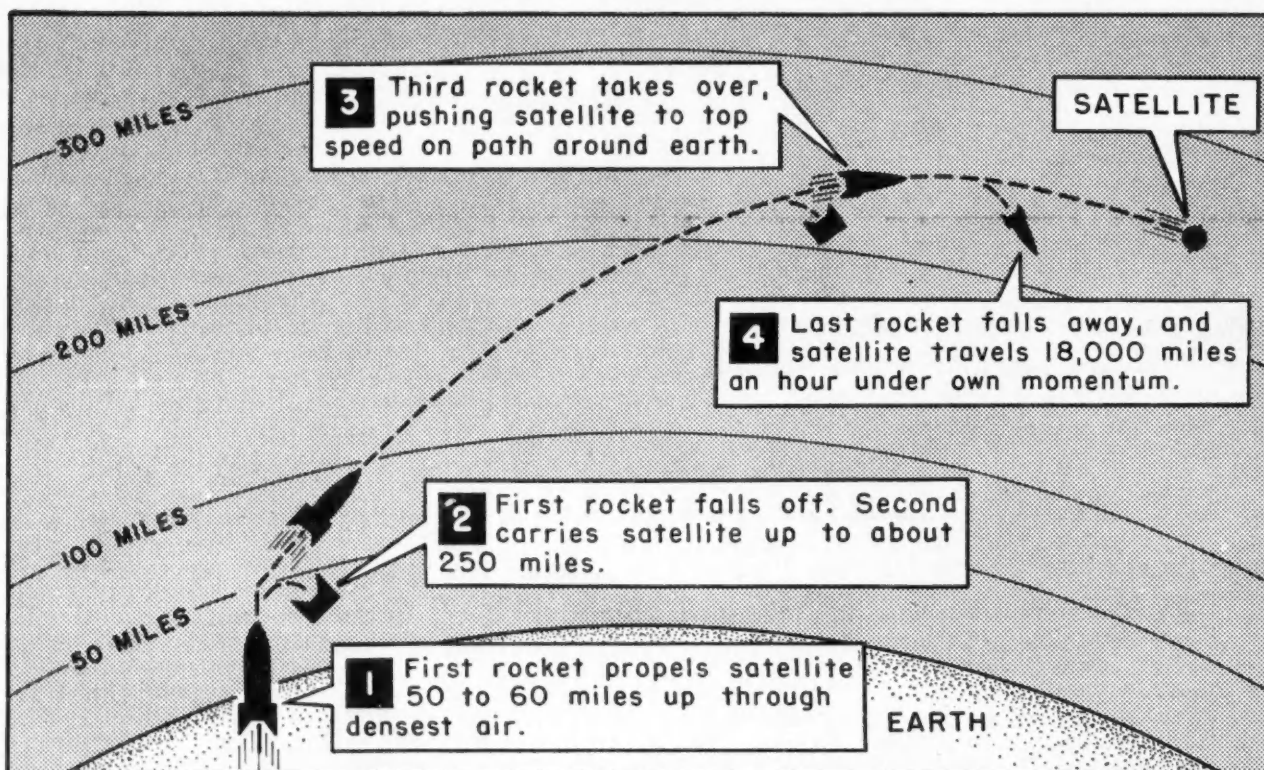 300 MILES
3 Third rocket takes over,
pushing satellite to top
speed on path around earth.
SATELLITE
200 MILES
4 Last rocket falls away, and
satellite travels 18,000 miles
an hour under own momentum.
100 MILES
2 First rocket falls off. Second
carries satellite up to about
250 miles.
50 MILES
1 First rocket propels satellite
50 to 60 miles up through
densest air.
EARTH